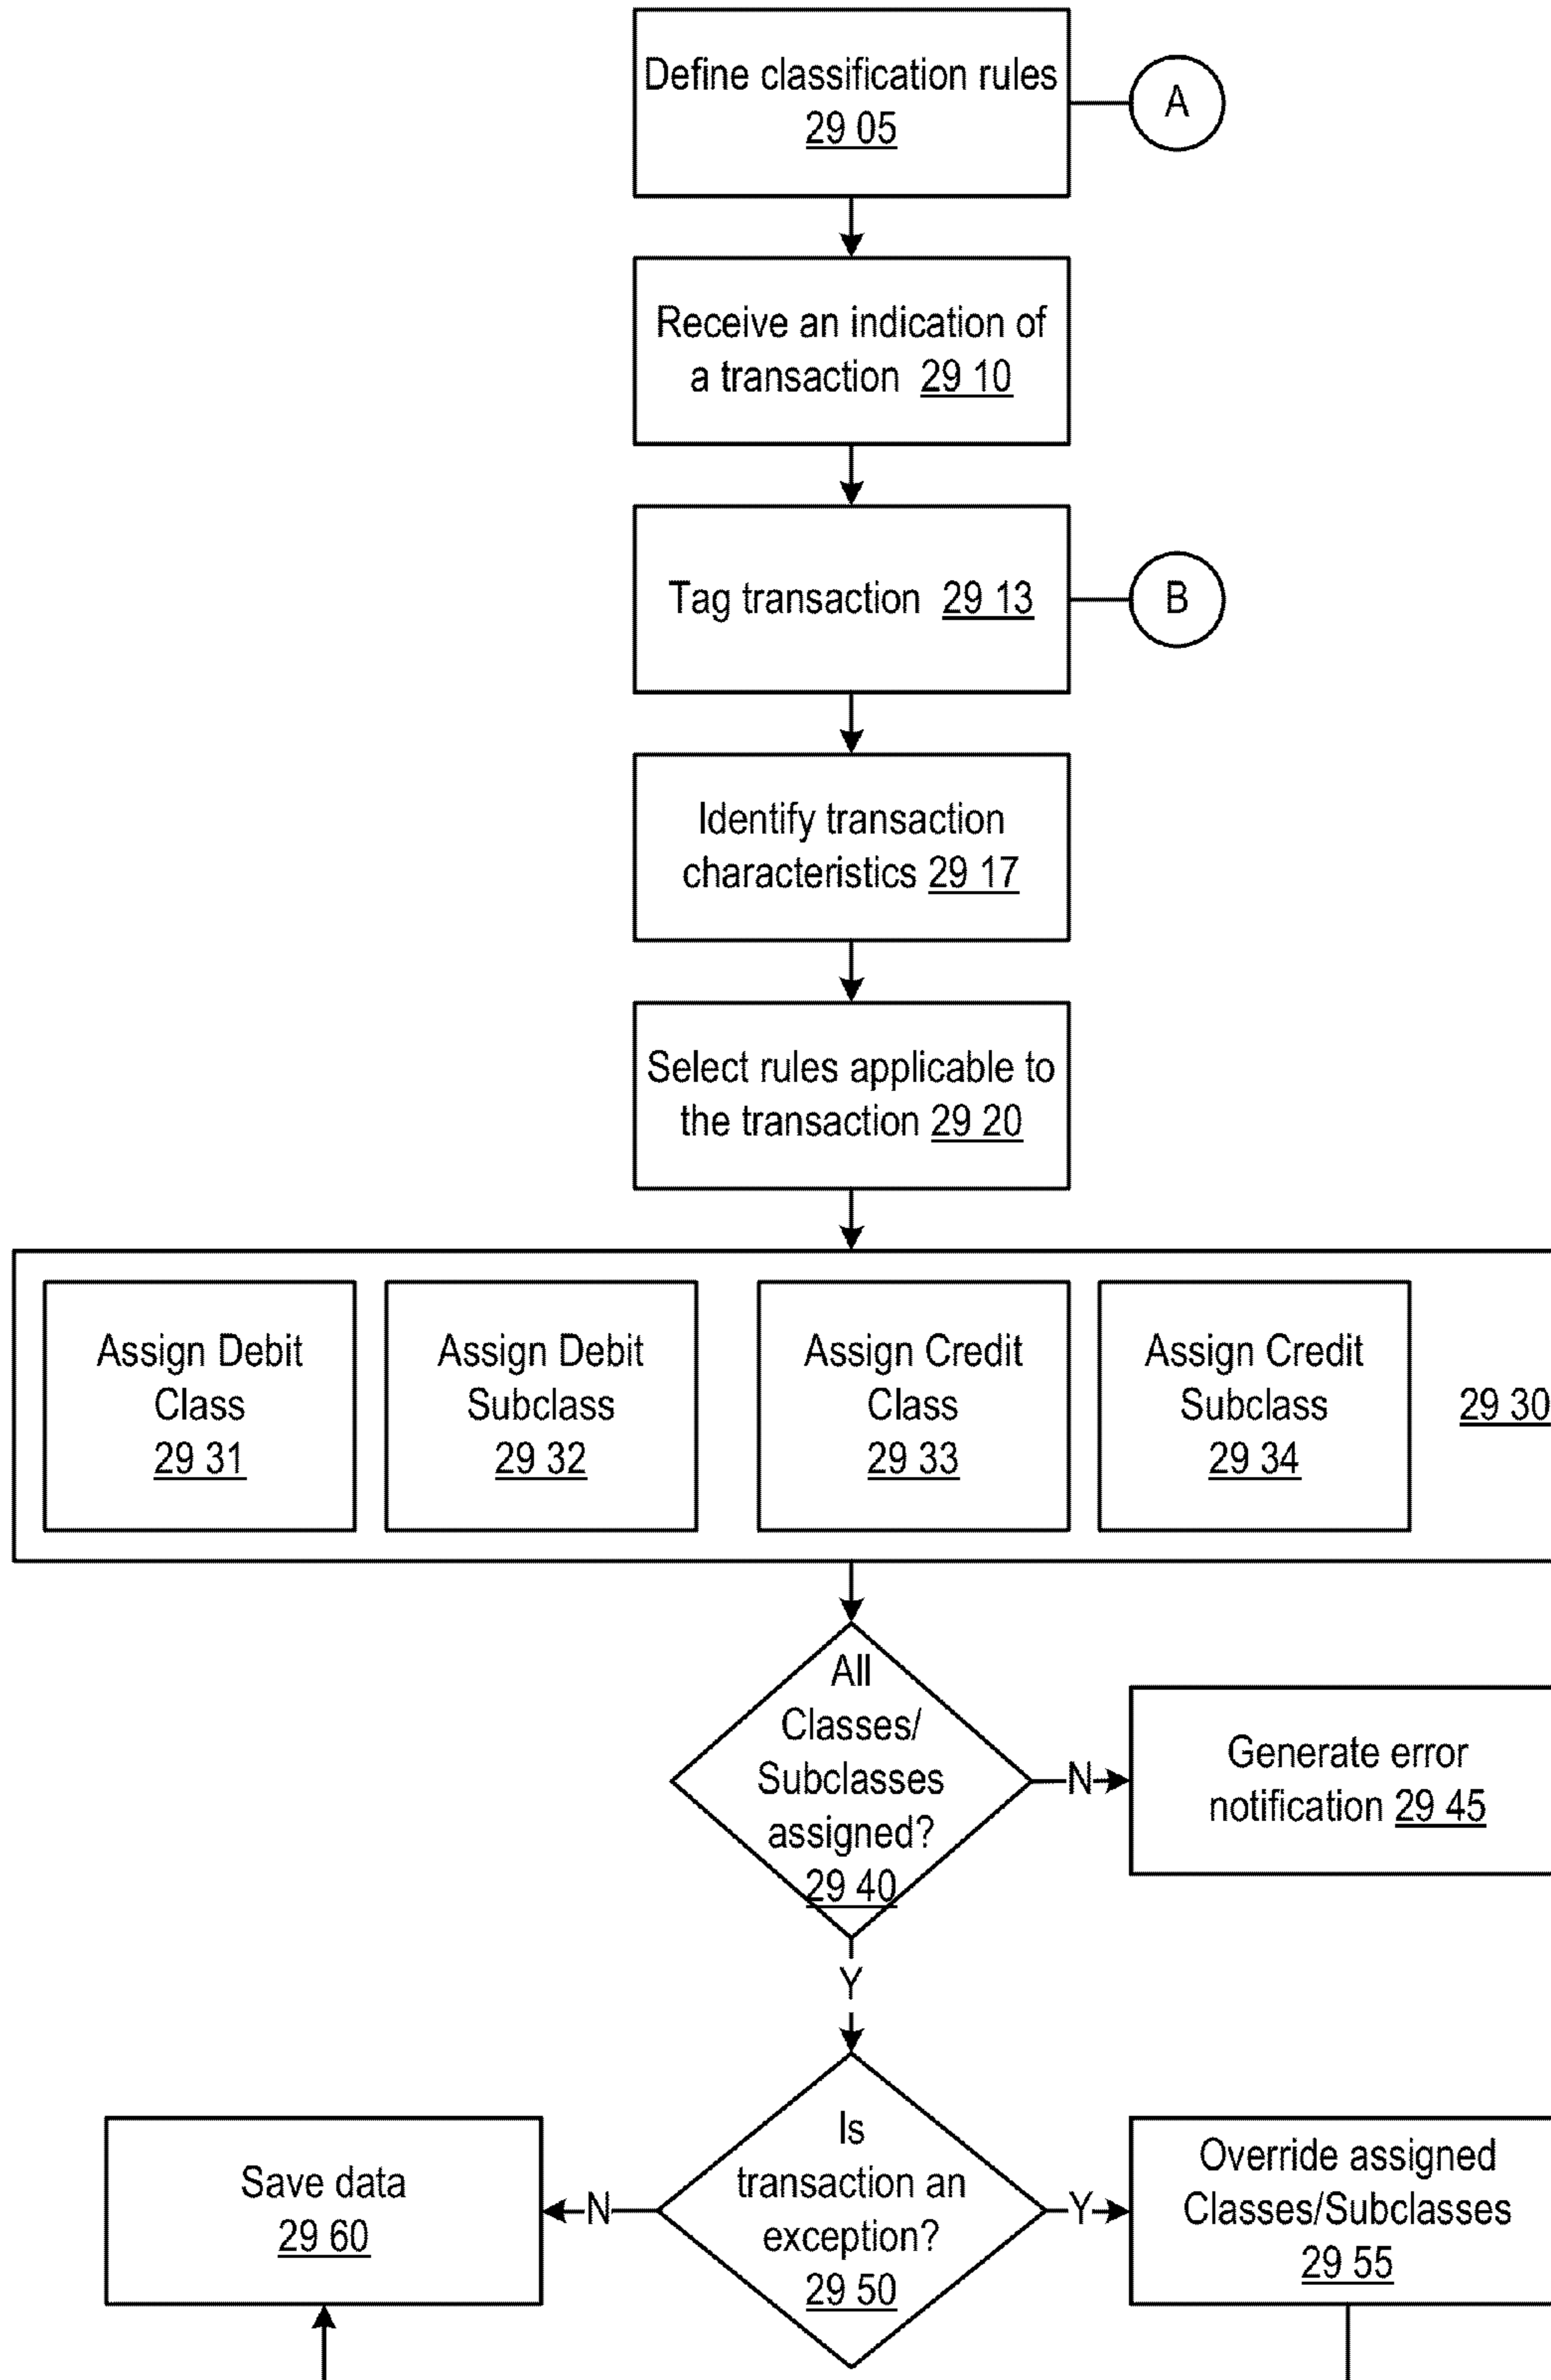 Define classification rules
29 05
A
Receive an indication of
a transaction 29 10
Tag transaction 29 13
B
Identify transaction
characteristics 29 17
Select rules applicable to
the transaction 29 20
Assign Debit
Class
29 31
Assign Debit
Subclass
29 32
Assign Credit
Class
29 33
Assign Credit
Subclass
29 34
29 30
All
Classes/
Subclasses
assigned?
29 40
N
Generate error
notification 29 45
Y
Save data
29 60
N
Is
transaction an
exception?
29 50
Y
Override assigned
Classes/Subclasses
29 55